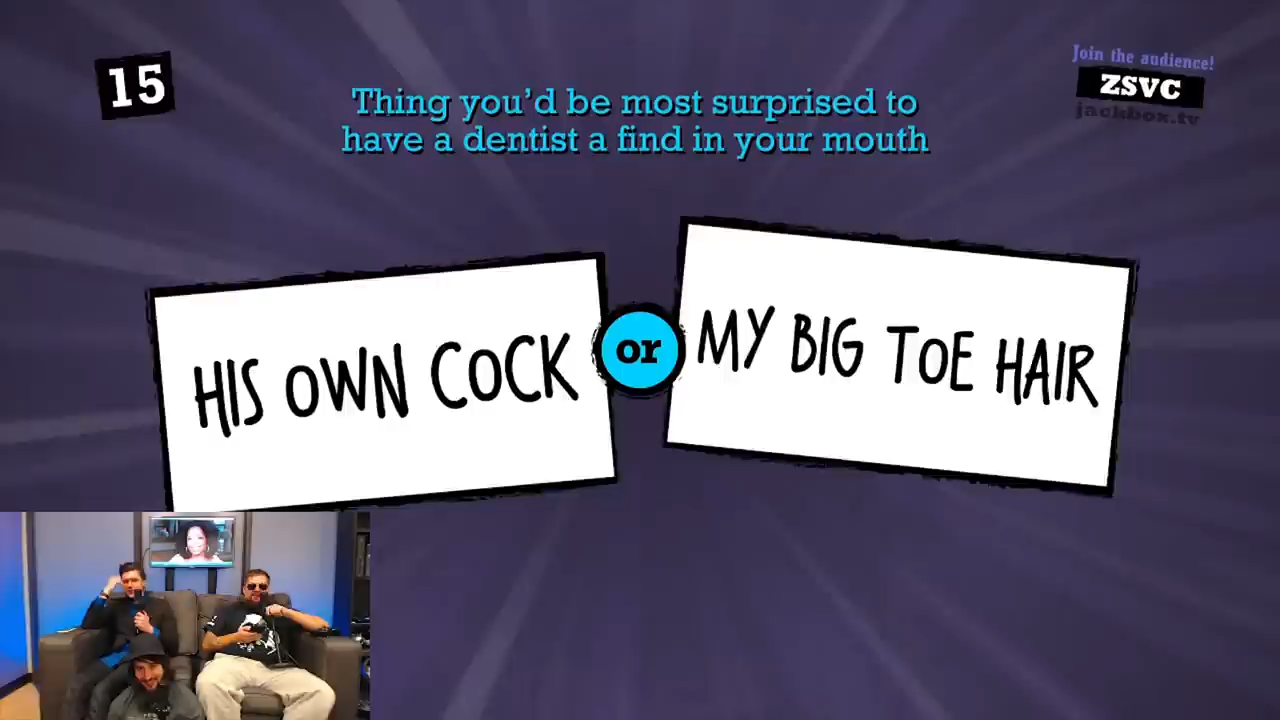 15
Join the audience!
ZSVC
jackbox.tv
Thing you'd be most surprised to
have a dentist a find in your mouth
HIS OWN COCK
or
MY BIG TOE HAIR